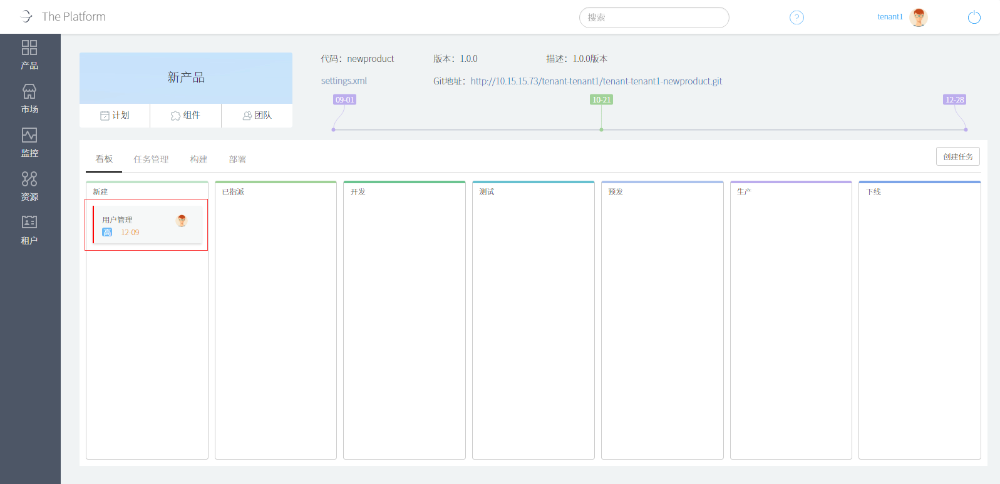 The Platform
搜索
?
tenant1
产品
市场
监控
资源
租户
新产品
计划
组件
团队
代码：newproduct
版本：1.0.0
描述：1.0.0版本
settings.xml
Git地址：http://10.15.15.73/tenant-tenant1/tenant-tenant1-newproduct.git
09-01
10-21
12-28
看板
任务管理
构建
部署
创建任务
新建
已指派
开发
测试
预发
生产
下线
用户管理
高 12-09